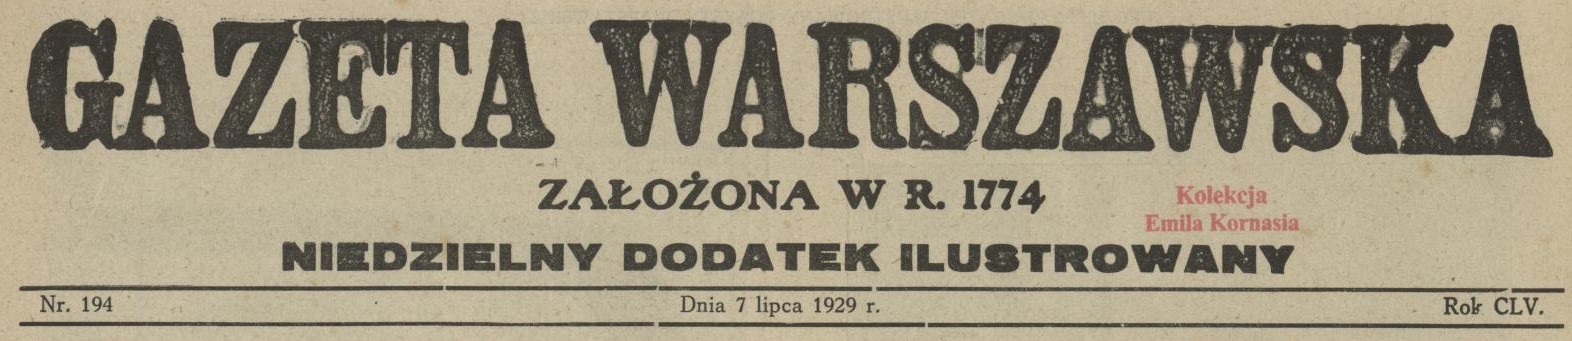 GAZETA WARSZAWSKA
ZAŁOŻONA W R. 1774
Kolekcja
Emila Kornasia
NIEDZIELNY DODATEK ILUSTROWANY
Nr. 194 Dnia 7 lipca 1929 r. Rok CLV.